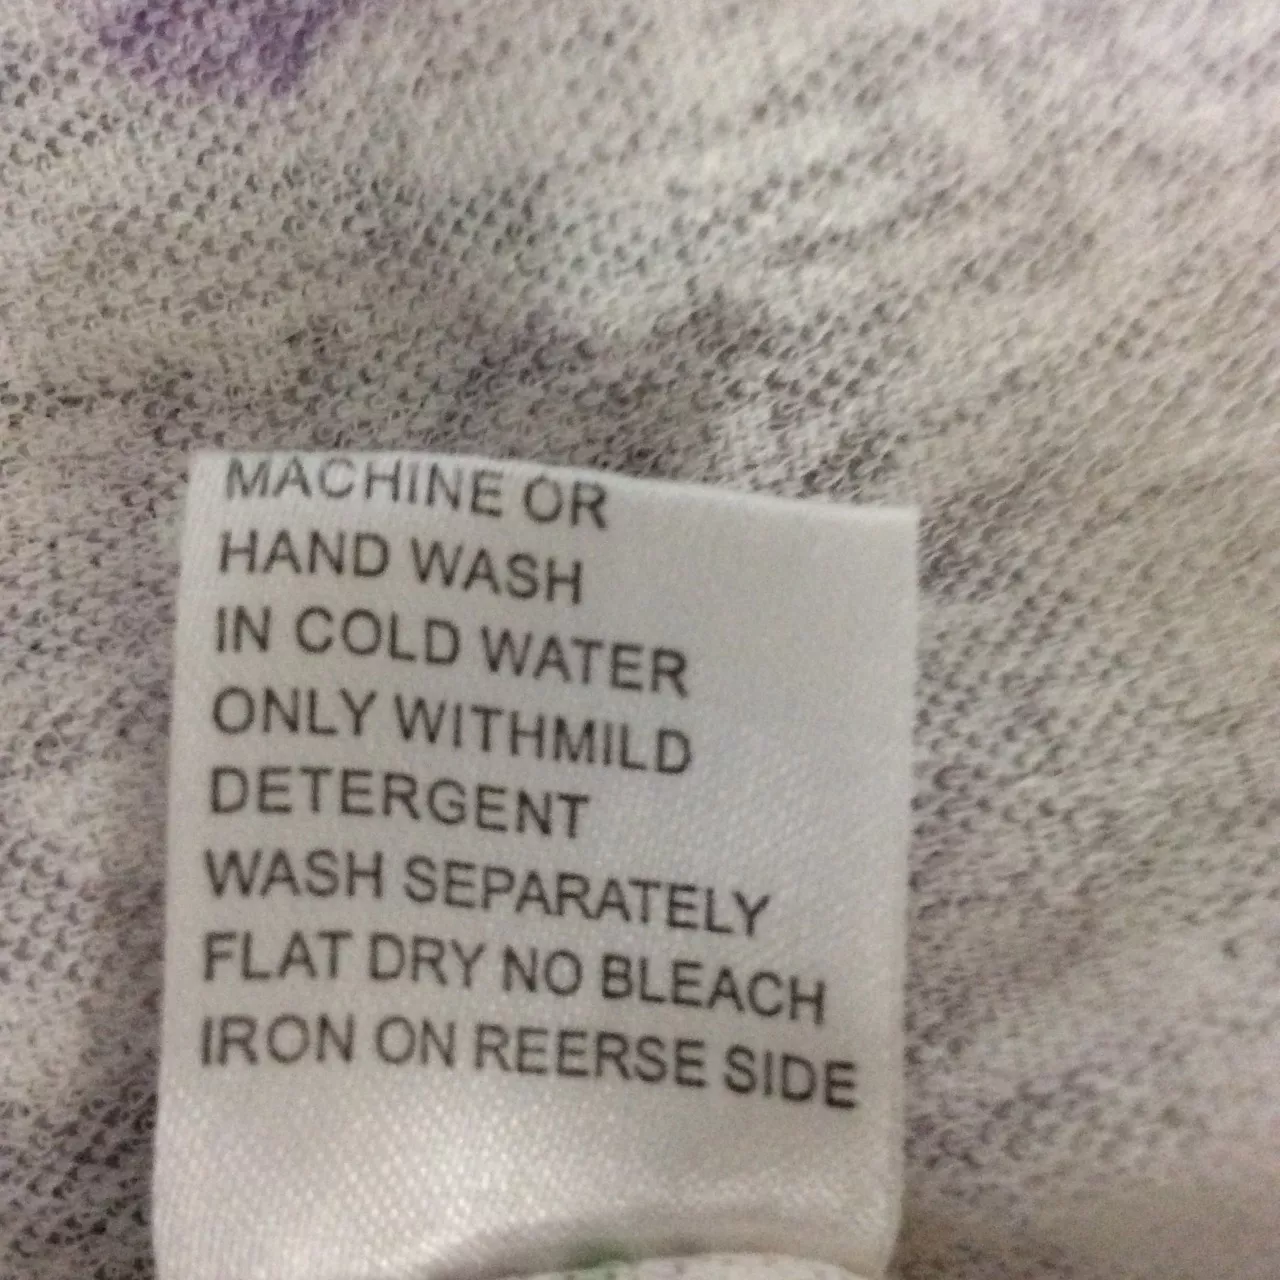 MACHINE OR
HAND WASH
IN COLD WATER
ONLY WITHMILD
DETERGENT
WASH SEPARATELY
FLAT DRY NO BLEACH
IRON ON REERSE SIDE